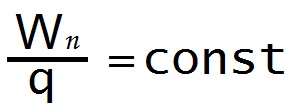 Wₙ
q
= const